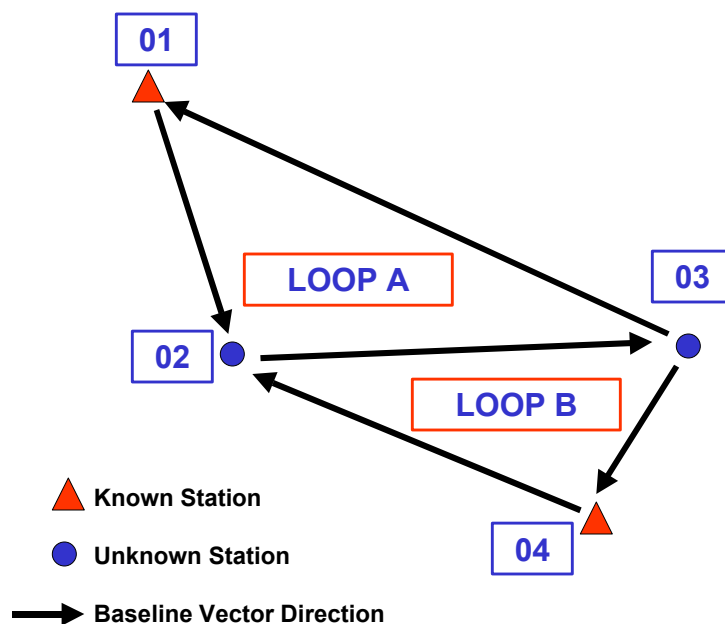 01
LOOP A
03
02
LOOP B
04
Known Station
Unknown Station
Baseline Vector Direction